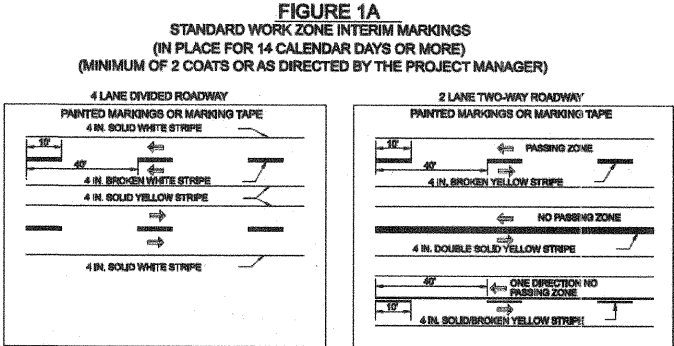 FIGURE 1A
STANDARD WORK ZONE INTERIM MARKINGS
(IN PLACE FOR 14 CALENDAR DAYS OR MORE)
(MINIMUM OF 2 COATS OR AS DIRECTED BY THE PROJECT MANAGER)
4 LANE DIVIDED ROADWAY
PAINTED MARKINGS OR MARKING TAPE
4 IN. SOLID WHITE STRIPE
10'
40'
4 IN. BROKEN WHITE STRIPE
4 IN. SOLID YELLOW STRIPE
4 IN. SOLID WHITE STRIPE
2 LANE TWO-WAY ROADWAY
PAINTED MARKINGS OR MARKING TAPE
10'
PASSING ZONE
40'
4 IN. BROKEN YELLOW STRIPE
NO PASSING ZONE
4 IN. DOUBLE SOLID YELLOW STRIPE
40'
ONE DIRECTION NO
PASSING ZONE
10'
4 IN. SOLID/BROKEN YELLOW STRIPE